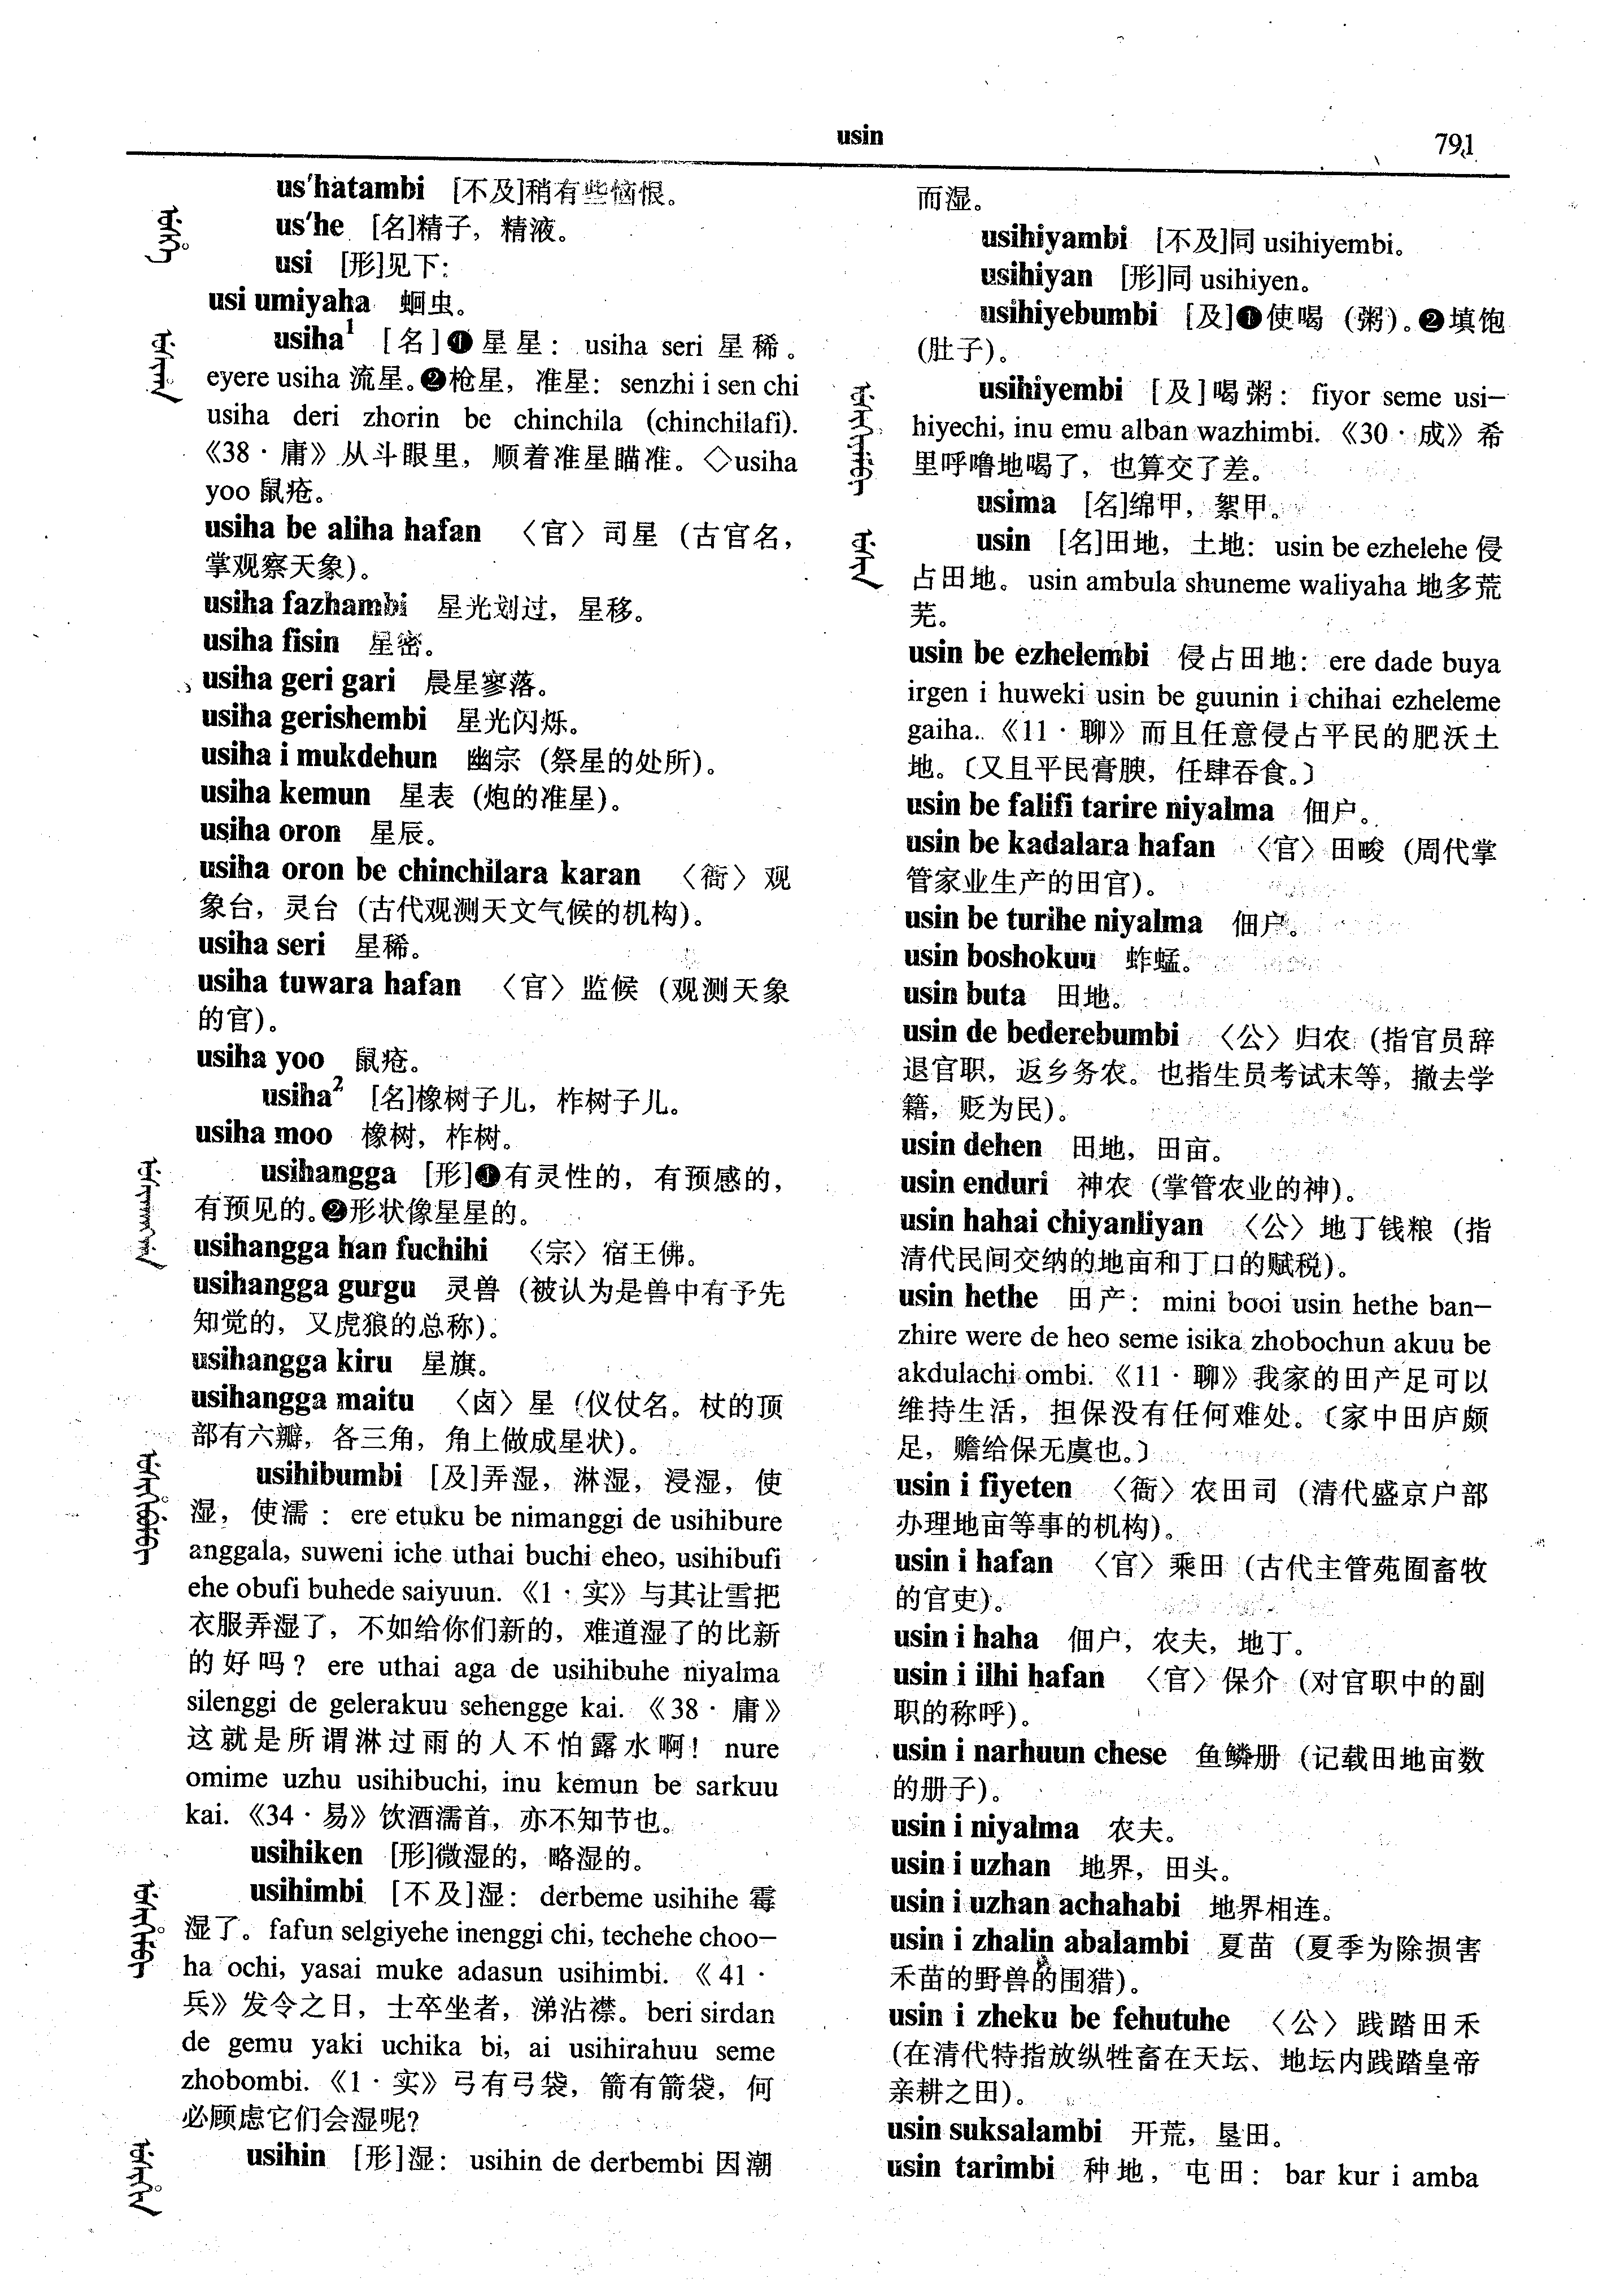 usin
791
us'hatambi [不及]稍有些恼恨。
us'he [名]精子，精液。
usi [形]见下：
usi umiyaha 蛔虫。
usiha¹ [名]❶星星： usiha seri 星稀。
eyere usiha 流星。❷枪星，准星： senzhi i sen chi
usiha deri zhorin be chinchila (chinchilafi).
《38 · 庸》从斗眼里，顺着准星瞄准。◇usiha
yoo 鼠疮。
usiha be aliha hafan 〈官〉司星（古官名，
掌观察天象）。
usiha fazhambi 星光划过，星移。
usiha fisin 星密。
usiha geri gari 晨星寥落。
usiha gerishembi 星光闪烁。
usiha i mukdehun 幽宗（祭星的处所）。
usiha kemun 星表（炮的准星）。
usiha oron 星辰。
usiha oron be chinchilara karan 〈衙〉观
象台，灵台（古代观测天文气候的机构）。
usiha seri 星稀。
usiha tuwara hafan 〈官〉监候（观测天象
的官）。
usiha yoo 鼠疮。
usiha² [名]橡树子儿，柞树子儿。
usiha moo 橡树，柞树。
usihangga [形]❶有灵性的，有预感的，
有预见的。❷形状像星星的。
usihangga han fuchihi 〈宗〉宿王佛。
usihangga gurgu 灵兽（被认为是兽中有予先
知觉的，又虎狼的总称）。
usihangga kiru 星旗。
usihangga maitu 〈卤〉星（仪仗名。杖的顶
部有六瓣，各三角，角上做成星状）。
usihibumbi [及]弄湿，淋湿，浸湿，使
湿，使濡： ere etuku be nimanggi de usihibure
anggala, suweni iche uthai buchi eheo, usihibufi
ehe obufi buhede saiyuun. 《1 · 实》与其让雪把
衣服弄湿了，不如给你们新的，难道湿了的比新
的好吗？ ere uthai aga de usihibuhe niyalma
silenggi de gelerakuu sehengge kai. 《38 · 庸》
这就是所谓淋过雨的人不怕露水啊！ nure
omime uzhu usihibuchi, inu kemun be sarkuu
kai. 《34 · 易》饮酒濡首，亦不知节也。
usihiken [形]微湿的，略湿的。
usihimbi [不及]湿： derbeme usihihe 霉
湿了。fafun selgiyehe inenggi chi, techehe choo—
ha ochi, yasai muke adasun usihimbi. 《41 ·
兵》发令之日，士卒坐者，涕沾襟。beri sirdan
de gemu yaki uchika bi, ai usihirahuu seme
zhobombi. 《1 · 实》弓有弓袋，箭有箭袋，何
必顾虑它们会湿呢？
usihin [形]湿： usihin de derbembi 因潮
而湿。
usihiyambi [不及]同 usihiyembi。
usihiyan [形]同 usihiyen。
usihiyebumbi [及]❶使喝（粥）。❷填饱
（肚子）。
usihiyembi [及]喝粥： fiyor seme usi—
hiyechi, inu emu alban wazhimbi. 《30 · 成》希
里呼噜地喝了，也算交了差。
usima [名]绵甲，絮甲。
usin [名]田地，土地： usin be ezhelehe 侵
占田地。usin ambula shuneme waliyaha 地多荒
芜。
usin be ezhelembi 侵占田地： ere dade buya
irgen i huweki usin be guunin i chihai ezheleme
gaiha. 《11 · 聊》而且任意侵占平民的肥沃土
地。〔又且平民膏腴，任肆吞食。〕
usin be falifi tarire niyalma 佃户。
usin be kadalara hafan 〈官〉田畯（周代掌
管家业生产的田官）。
usin be turihe niyalma 佃户。
usin boshokuu 蚱蜢。
usin buta 田地。
usin de bederebumbi 〈公〉归农（指官员辞
退官职，返乡务农。也指生员考试末等，撤去学
籍，贬为民）。
usin dehen 田地，田亩。
usin enduri 神农（掌管农业的神）。
usin hahai chiyanliyan 〈公〉地丁钱粮（指
清代民间交纳的地亩和丁口的赋税）。
usin hethe 田产： mini booi usin hethe ban—
zhire were de heo seme isika zhobochun akuu be
akdulachi ombi. 《11 · 聊》我家的田产足可以
维持生活，担保没有任何难处。〔家中田庐颇
足，赡给保无虞也。〕
usin i fiyeten 〈衙〉农田司（清代盛京户部
办理地亩等事的机构）。
usin i hafan 〈官〉乘田（古代主管苑囿畜牧
的官吏）。
usin i haha 佃户，农夫，地丁。
usin i ilhi hafan 〈官〉保介（对官职中的副
职的称呼）。
usin i narhuun chese 鱼鳞册（记载田地亩数
的册子）。
usin i niyalma 农夫。
usin i uzhan 地界，田头。
usin i uzhan achahabi 地界相连。
usin i zhalin abalambi 夏苗（夏季为除损害
禾苗的野兽的围猎）。
usin i zheku be fehutuhe 〈公〉践踏田禾
（在清代特指放纵牲畜在天坛、地坛内践踏皇帝
亲耕之田）。
usin suksalambi 开荒，垦田。
usin tarimbi 种地，屯田： bar kur i amba